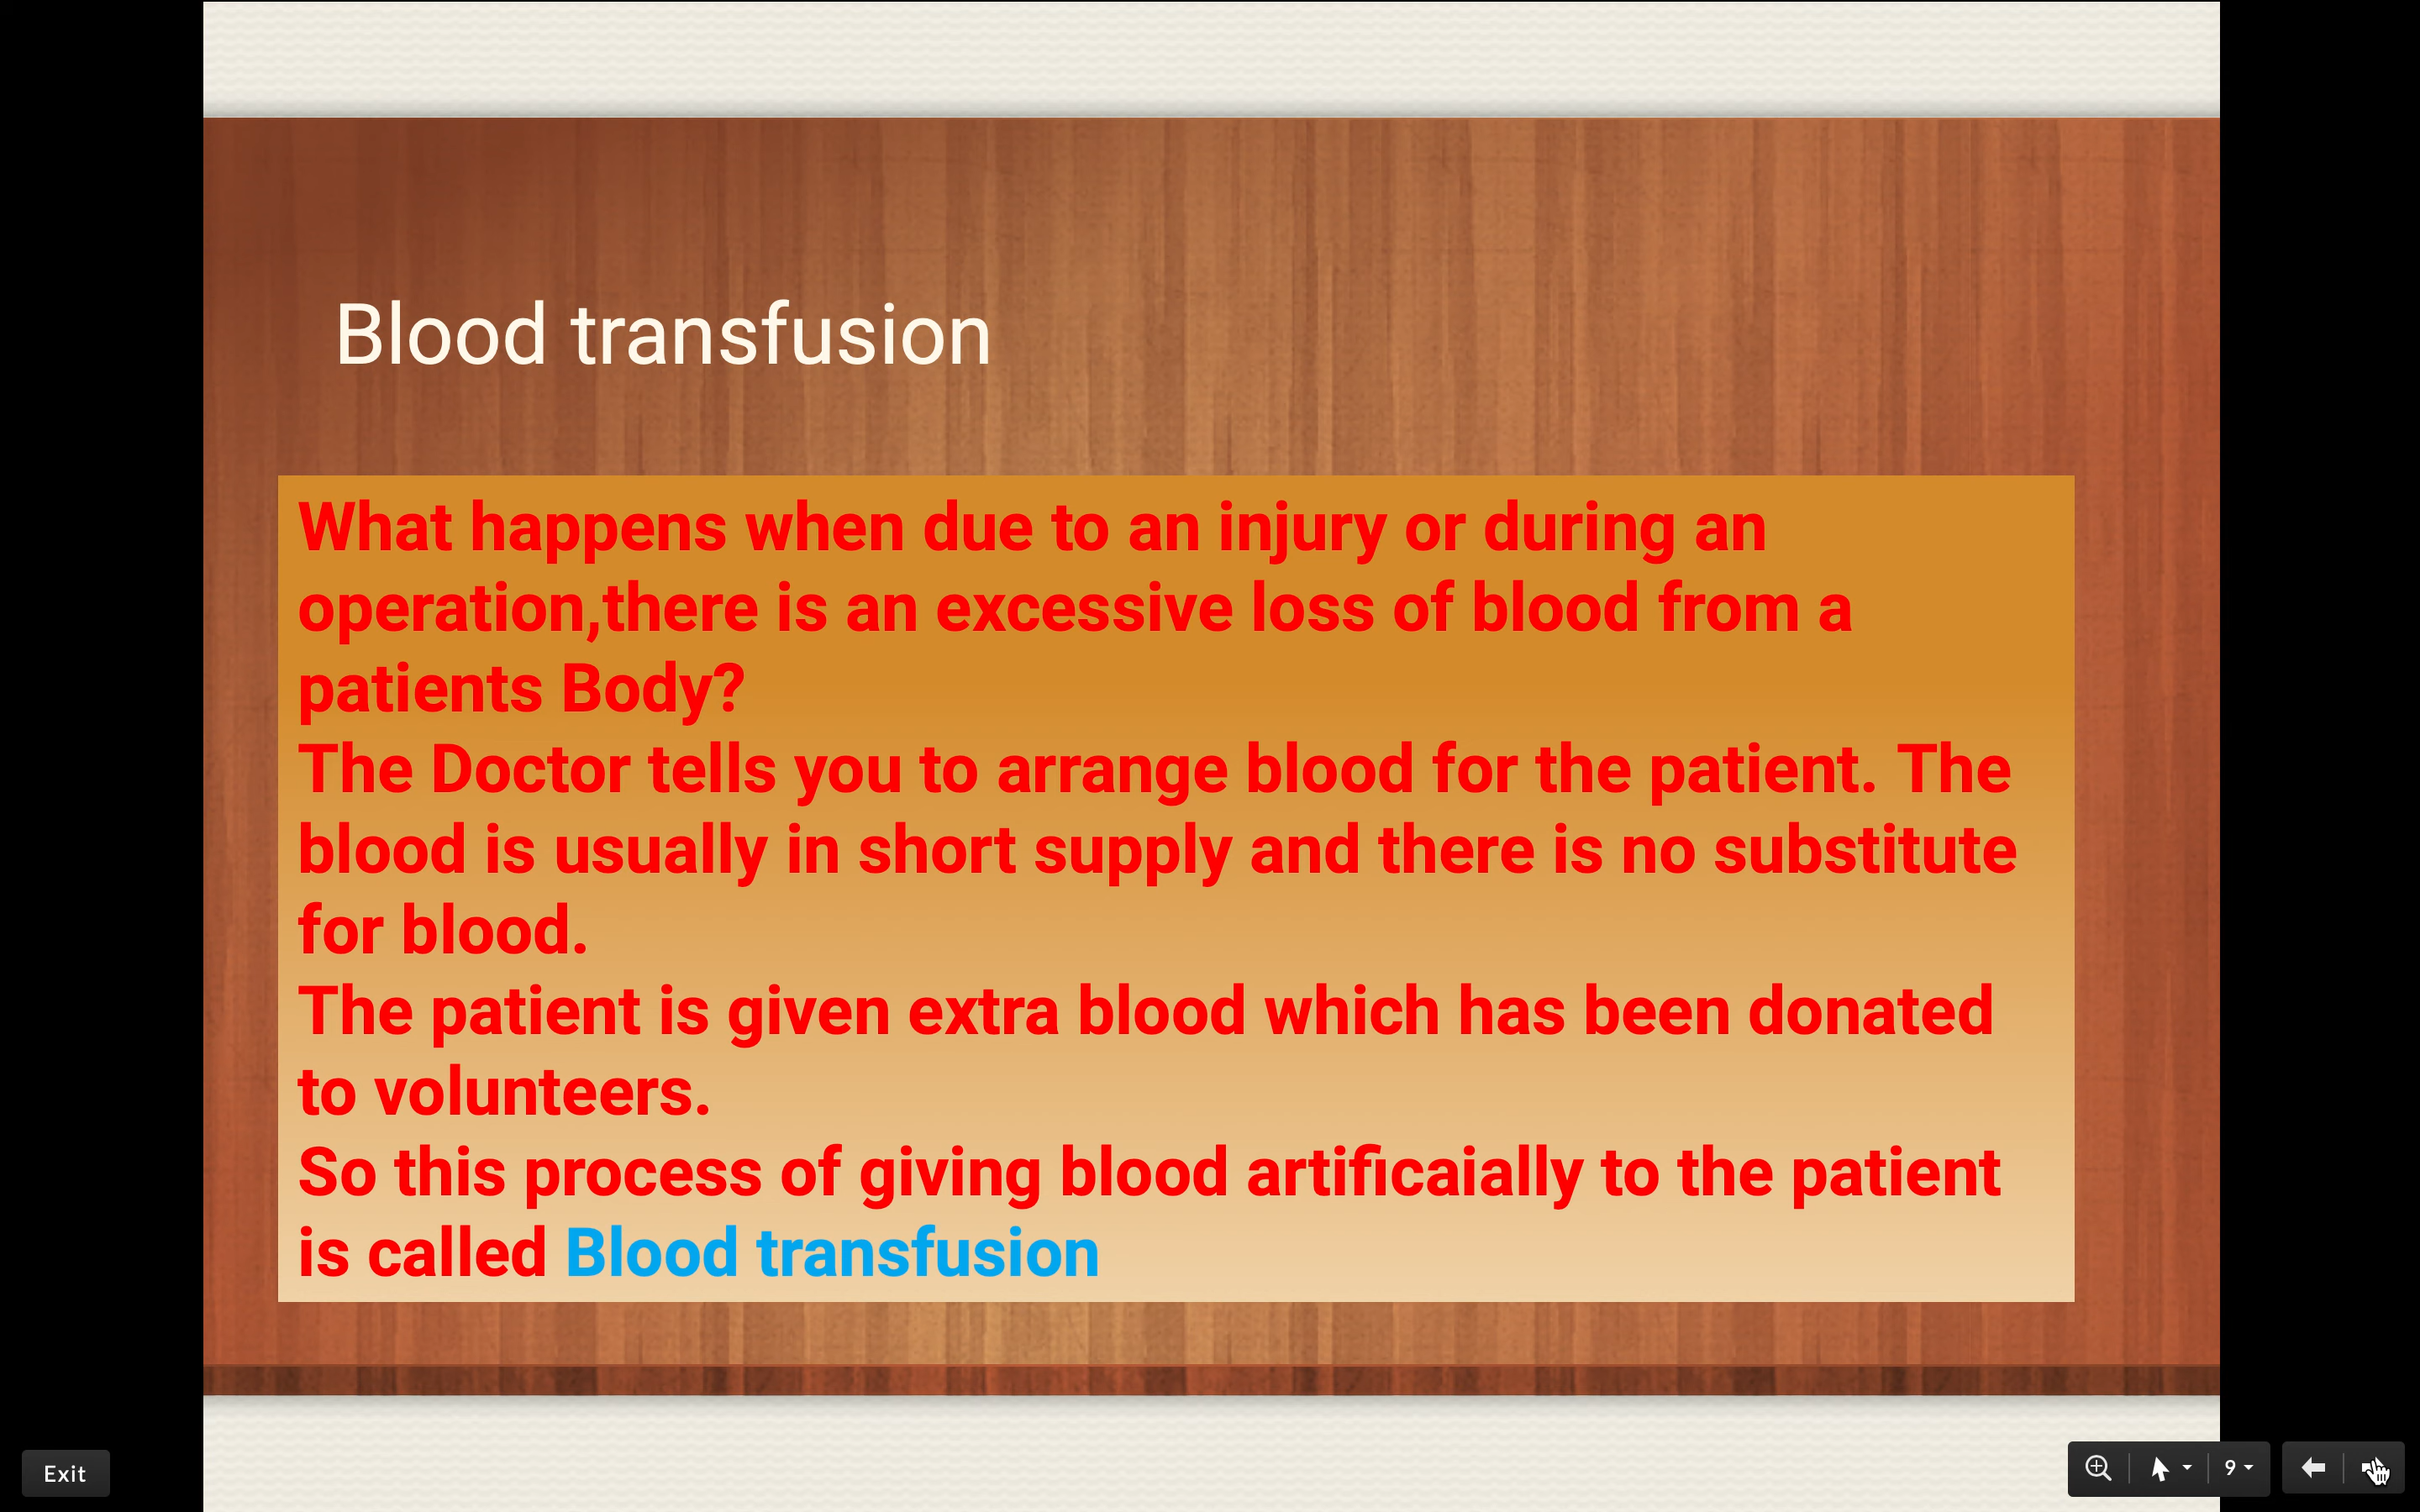 Blood transfusion
What happens when due to an injury or during an
operation,there is an excessive loss of blood from a
patients Body?
The Doctor tells you to arrange blood for the patient. The
blood is usually in short supply and there is no substitute
for blood.
The patient is given extra blood which has been donated
to volunteers.
So this process of giving blood artificaially to the patient
is called Blood transfusion
Exit
9